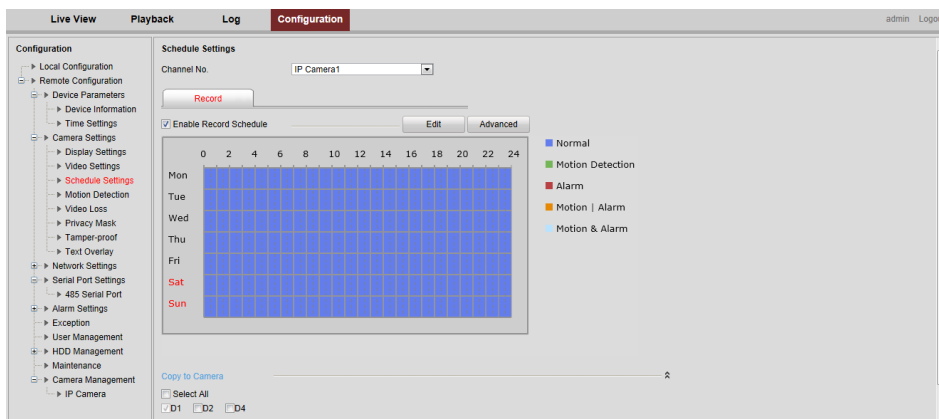 Live View Playback Log Configuration admin Logou
Configuration
Local Configuration
Remote Configuration
Device Parameters
Device Information
Time Settings
Camera Settings
Display Settings
Video Settings
Schedule Settings
Motion Detection
Video Loss
Privacy Mask
Tamper-proof
Text Overlay
Network Settings
Serial Port Settings
485 Serial Port
Alarm Settings
Exception
User Management
HDD Management
Maintenance
Camera Management
IP Camera
Schedule Settings
Channel No. IP Camera1
Record
Enable Record Schedule Edit Advanced
0 2 4 6 8 10 12 14 16 18 20 22 24
Mon
Tue
Wed
Thu
Fri
Sat
Sun
Normal
Motion Detection
Alarm
Motion | Alarm
Motion & Alarm
Copy to Camera
Select All
D1 D2 D4